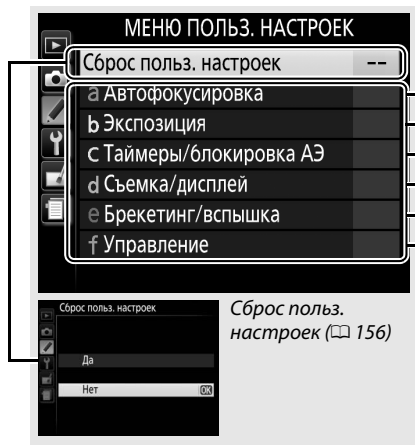 МЕНЮ ПОЛЬЗ. НАСТРОЕК
Сброс польз. настроек --
a Автофокусировка
b Экспозиция
c Таймеры/блокировка АЭ
d Съемка/дисплей
e Брекетинг/вспышка
f Управление
Сброс польз. настроек
Да
Нет OK
Сброс польз.
настроек (📖 156)